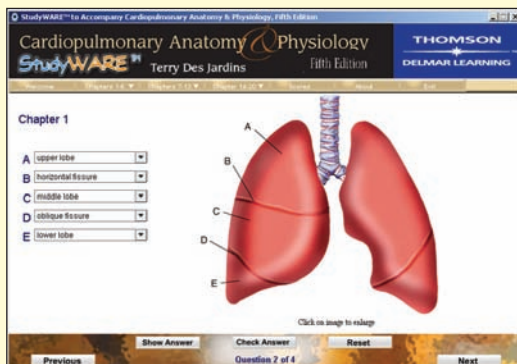 StudyWARE™ to Accompany Cardiopulmonary Anatomy & Physiology, Fifth Edition
Cardiopulmonary Anatomy & Physiology
StudyWARE™ Terry Des Jardins Fifth Edition
THOMSON
DELMAR LEARNING
Chapter 1
A upper lobe
B horizontal fissure
C middle lobe
D oblique fissure
E lower lobe
A
B
C
D
E
Click on image to enlarge
Show Answer Check Answer Reset
Previous Question 2 of 4 Next